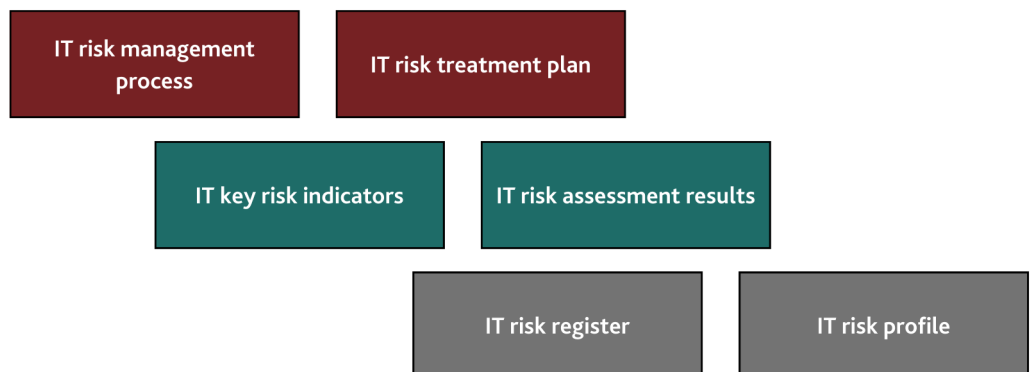 IT risk management
process
IT risk treatment plan
IT key risk indicators
IT risk assessment results
IT risk register
IT risk profile